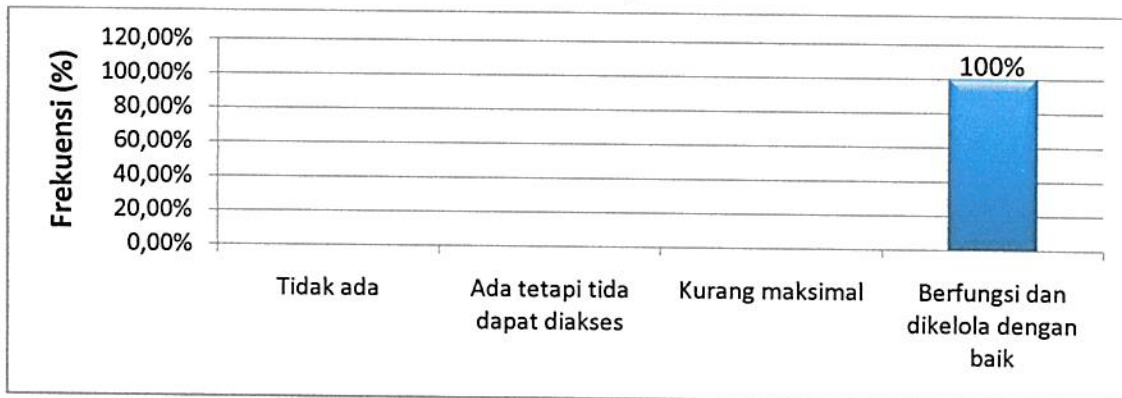 Frekuensi (%)
120,00%
100,00%
80,00%
60,00%
40,00%
20,00%
0,00%
100%
Tidak ada
Ada tetapi tida
dapat diakses
Kurang maksimal
Berfungsi dan
dikelola dengan
baik